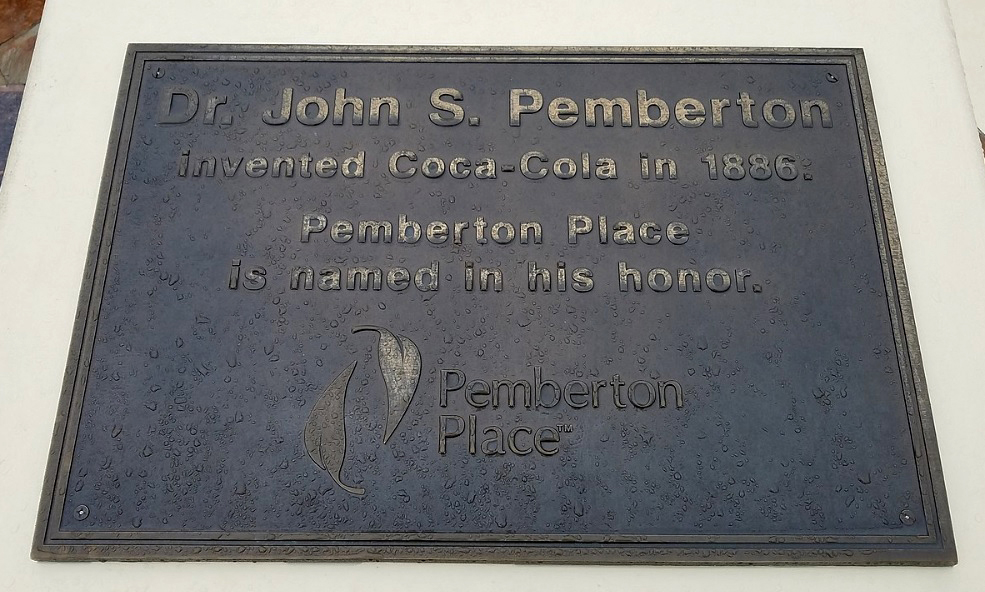 Dr. John S. Pemberton
invented Coca-Cola in 1886:
Pemberton Place
is named in his honor.
Pemberton
Place™